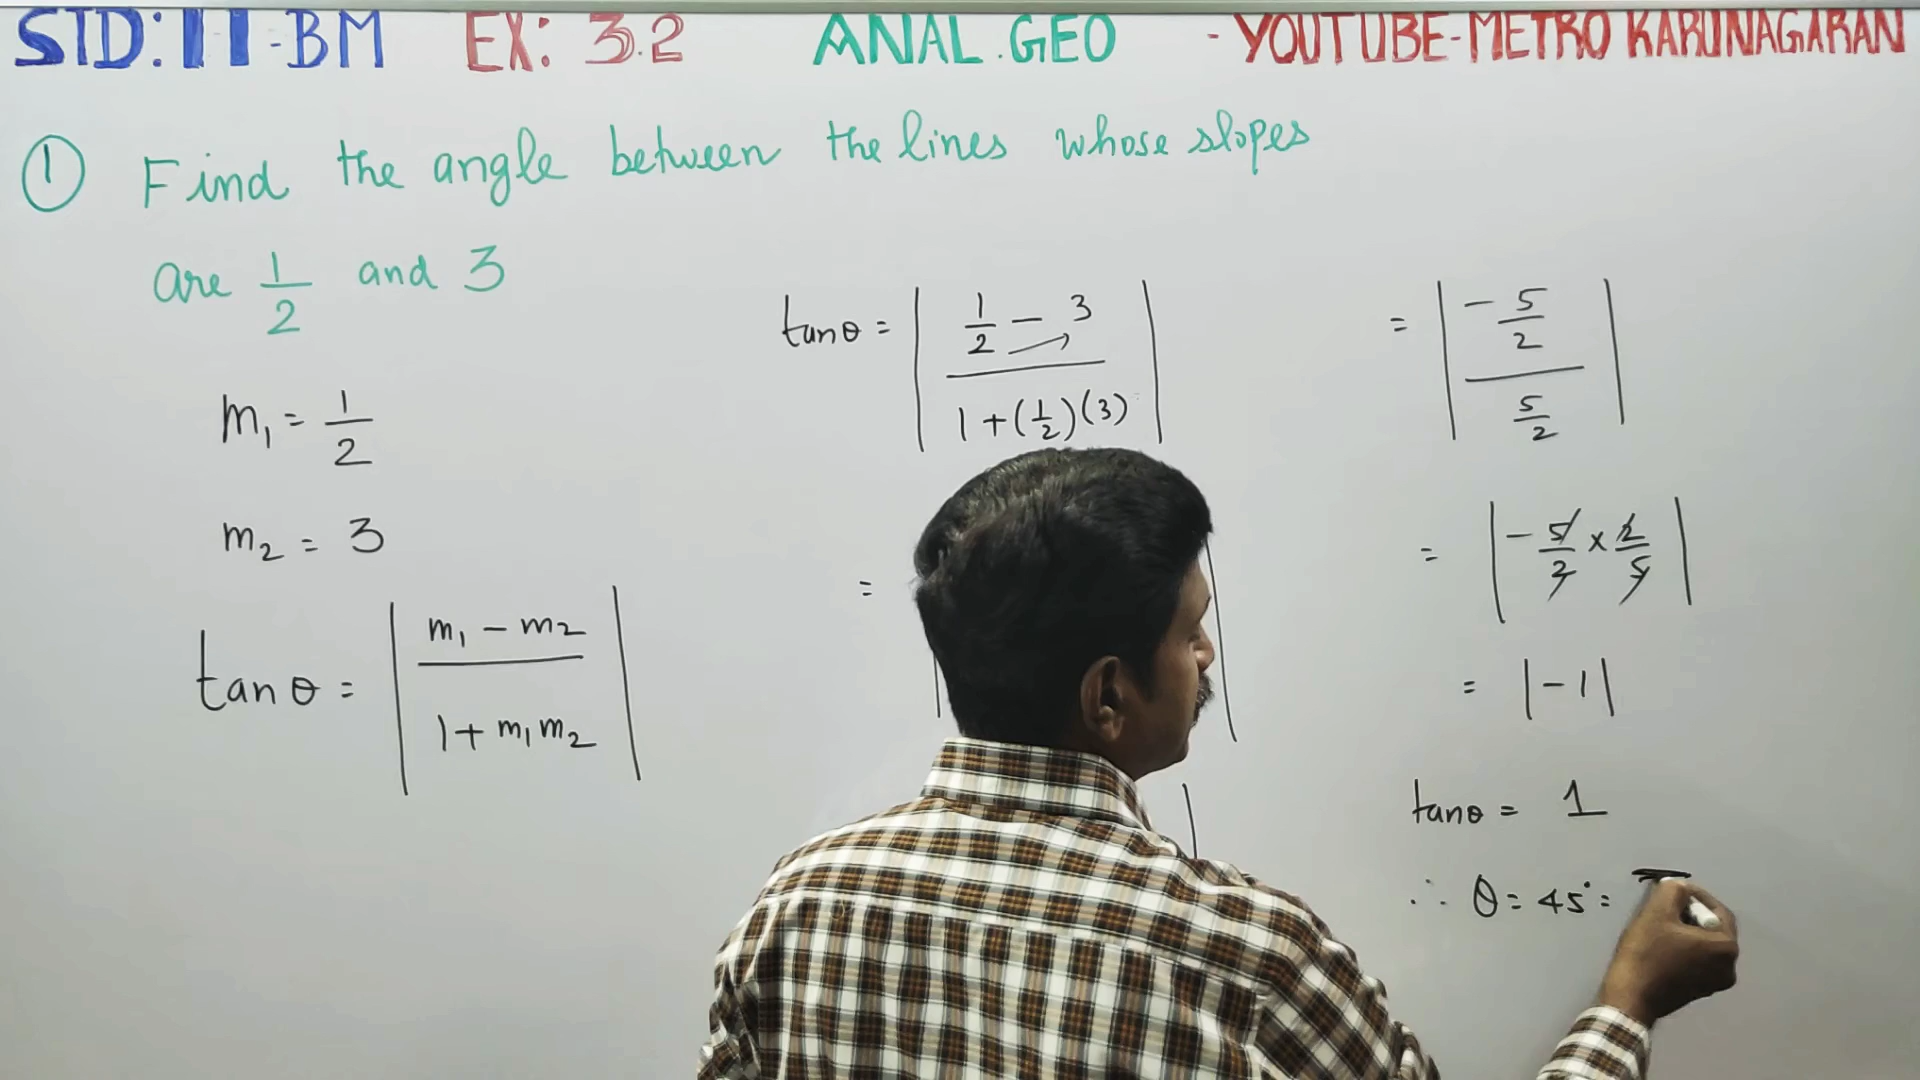 STD: 11-BM EX: 3.2 ANAL. GEO - YOUTUBE-METRO KARUNAGARAN
① Find the angle between the lines whose slopes
are 1/2 and 3
m₁ = 1/2
m₂ = 3
tan θ = | (m₁ - m₂) / (1 + m₁ m₂) |
tan θ = | (1/2 - 3) / (1 + (1/2)(3)) |
=
= | (-5/2) / (5/2) |
= | -5/2 × 2/5 |
= | -1 |
tan θ = 1
∴ θ = 45° =